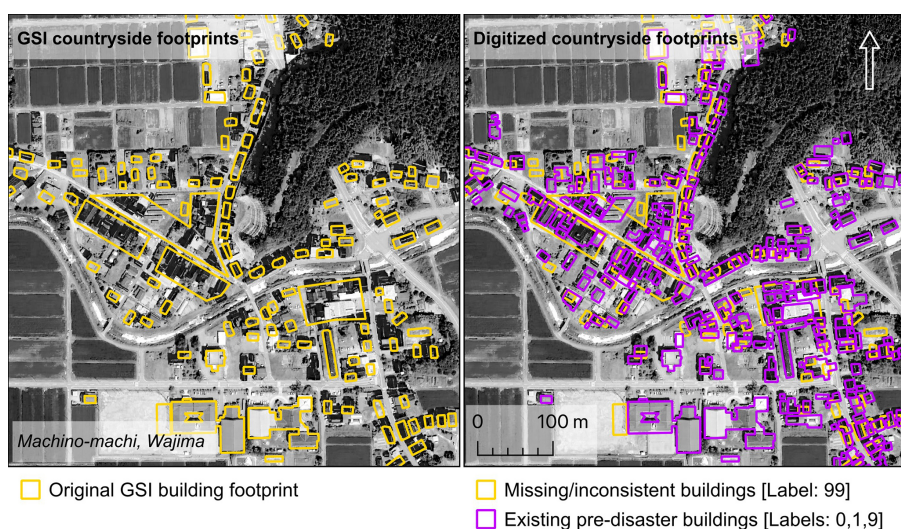 GSI countryside footprints
Digitized countryside footprints
Machino-machi, Wajima
0 100 m
Original GSI building footprint
Missing/inconsistent buildings [Label: 99]
Existing pre-disaster buildings [Labels: 0,1,9]